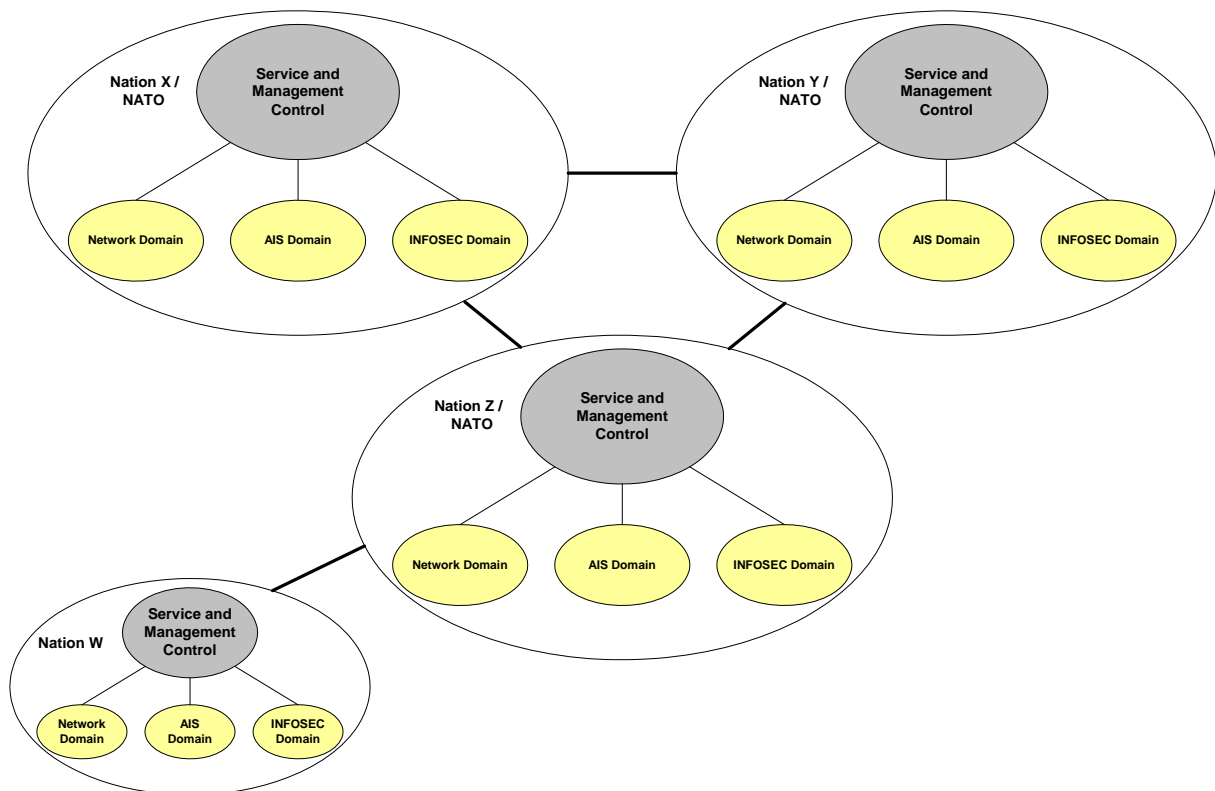 Nation X /
NATO
Service and
Management
Control
Network Domain
AIS Domain
INFOSEC Domain
Nation Y /
NATO
Service and
Management
Control
Network Domain
AIS Domain
INFOSEC Domain
Nation Z /
NATO
Service and
Management
Control
Network Domain
AIS Domain
INFOSEC Domain
Nation W
Service and
Management
Control
Network
Domain
AIS
Domain
INFOSEC
Domain